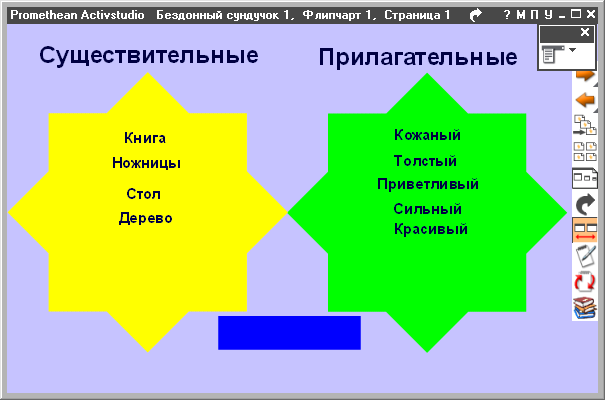 Promethean Activstudio Бездонный сундучок 1, Флипчарт 1, Страница 1 ? М П У
Существительные
Прилагательные
Книга
Ножницы
Стол
Дерево
Кожаный
Толстый
Приветливый
Сильный
Красивый